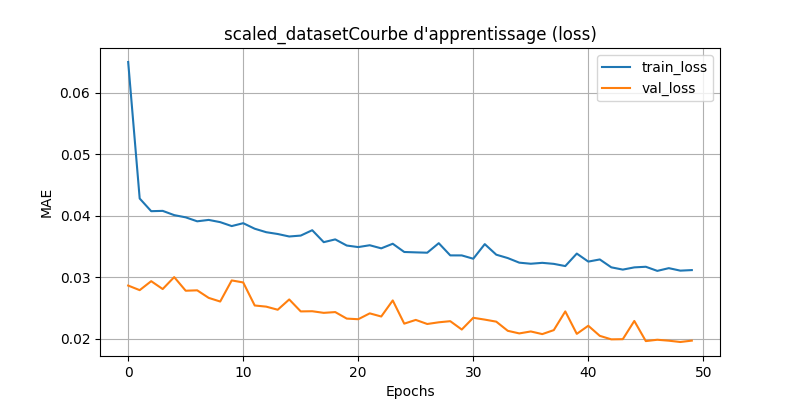 scaled_datasetCourbe d'apprentissage (loss)
train_loss
val_loss
MAE
0.06
0.05
0.04
0.03
0.02
0 10 20 30 40 50
Epochs